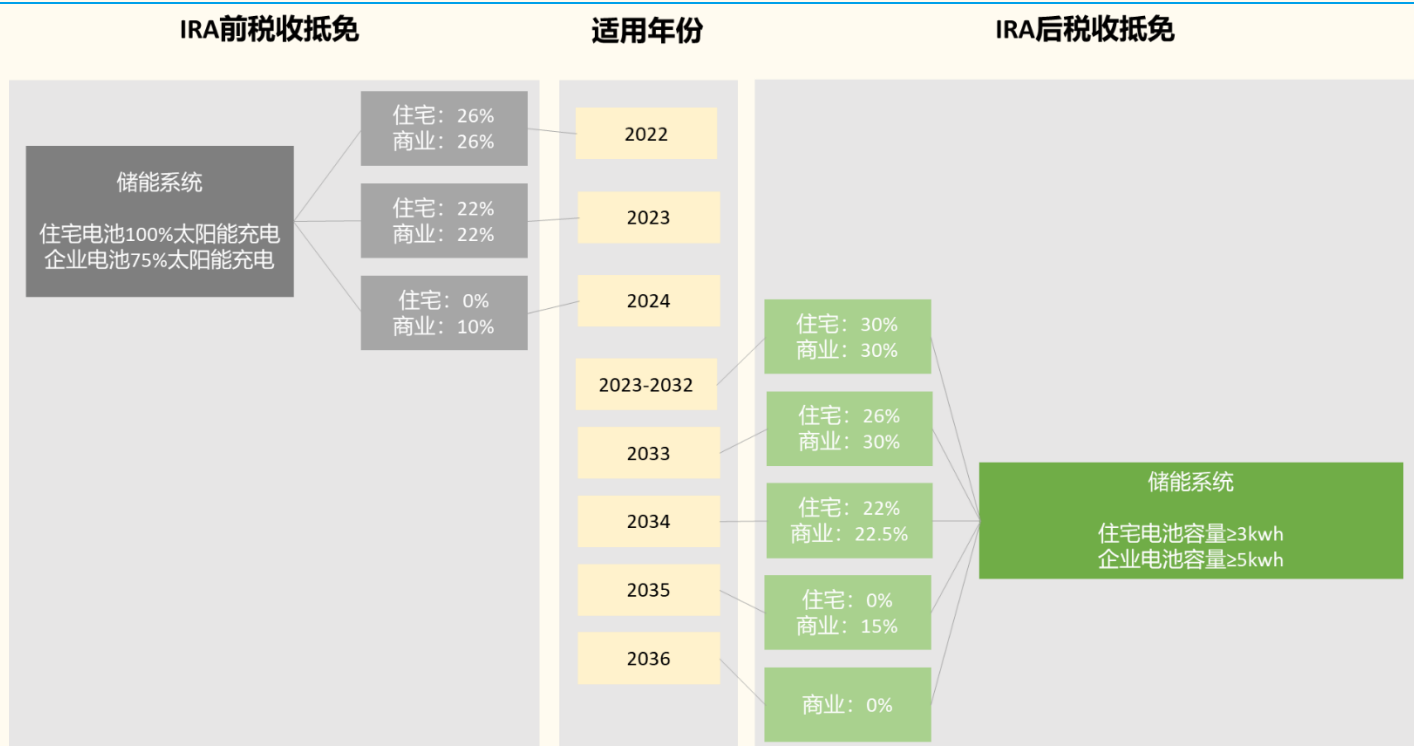 IRA前税收抵免
适用年份
IRA后税收抵免
储能系统
住宅电池100%太阳能充电
企业电池75%太阳能充电
住宅：26%
商业：26%
住宅：22%
商业：22%
住宅：0%
商业：10%
2022
2023
2024
2023-2032
2033
2034
2035
2036
住宅：30%
商业：30%
住宅：26%
商业：30%
住宅：22%
商业：22.5%
住宅：0%
商业：15%
商业：0%
储能系统
住宅电池容量≥3kwh
企业电池容量≥5kwh